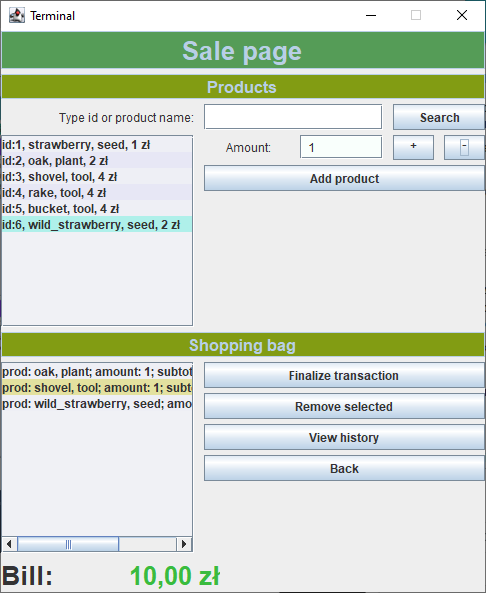 Terminal
Sale page
Products
Type id or product name:
Search
id:1, strawberry, seed, 1 zł
id:2, oak, plant, 2 zł
id:3, shovel, tool, 4 zł
id:4, rake, tool, 4 zł
id:5, bucket, tool, 4 zł
id:6, wild_strawberry, seed, 2 zł
Amount: 1 + -
Add product
Shopping bag
prod: oak, plant; amount: 1; subtot
prod: shovel, tool; amount: 1; subt
prod: wild_strawberry, seed; amo
Finalize transaction
Remove selected
View history
Back
Bill: 10,00 zł